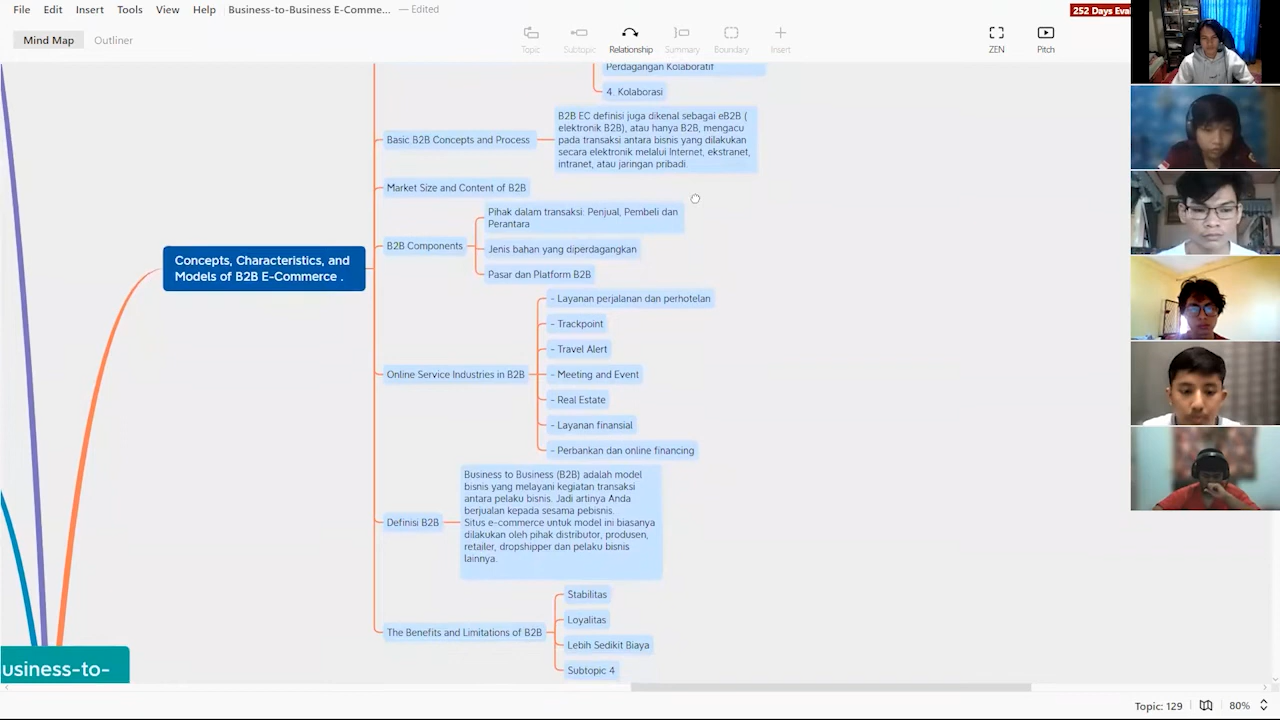 File Edit Insert Tools View Help Business-to-Business E-Comme... — Edited
252 Days Eval
Mind Map Outliner
Topic Subtopic Relationship Summary Boundary Insert ZEN Pitch
Perdagangan Kolaboratif
4. Kolaborasi
Basic B2B Concepts and Process
B2B EC definisi juga dikenal sebagai eB2B (
elektronik B2B), atau hanya B2B, mengacu
pada transaksi antara bisnis yang dilakukan
secara elektronik melalui Internet, ekstranet,
intranet, atau jaringan pribadi.
Market Size and Content of B2B
Concepts, Characteristics, and
Models of B2B E-Commerce .
B2B Components
Pihak dalam transaksi: Penjual, Pembeli dan
Perantara
Jenis bahan yang diperdagangkan
Pasar dan Platform B2B
Online Service Industries in B2B
- Layanan perjalanan dan perhotelan
- Trackpoint
- Travel Alert
- Meeting and Event
- Real Estate
- Layanan finansial
- Perbankan dan online financing
Definisi B2B
Business to Business (B2B) adalah model
bisnis yang melayani kegiatan transaksi
antara pelaku bisnis. Jadi artinya Anda
berjualan kepada sesama pebisnis.
Situs e-commerce untuk model ini biasanya
dilakukan oleh pihak distributor, produsen,
retailer, dropshipper dan pelaku bisnis
lainnya.
The Benefits and Limitations of B2B
Stabilitas
Loyalitas
Lebih Sedikit Biaya
Subtopic 4
usiness-to-
Topic: 129 80%